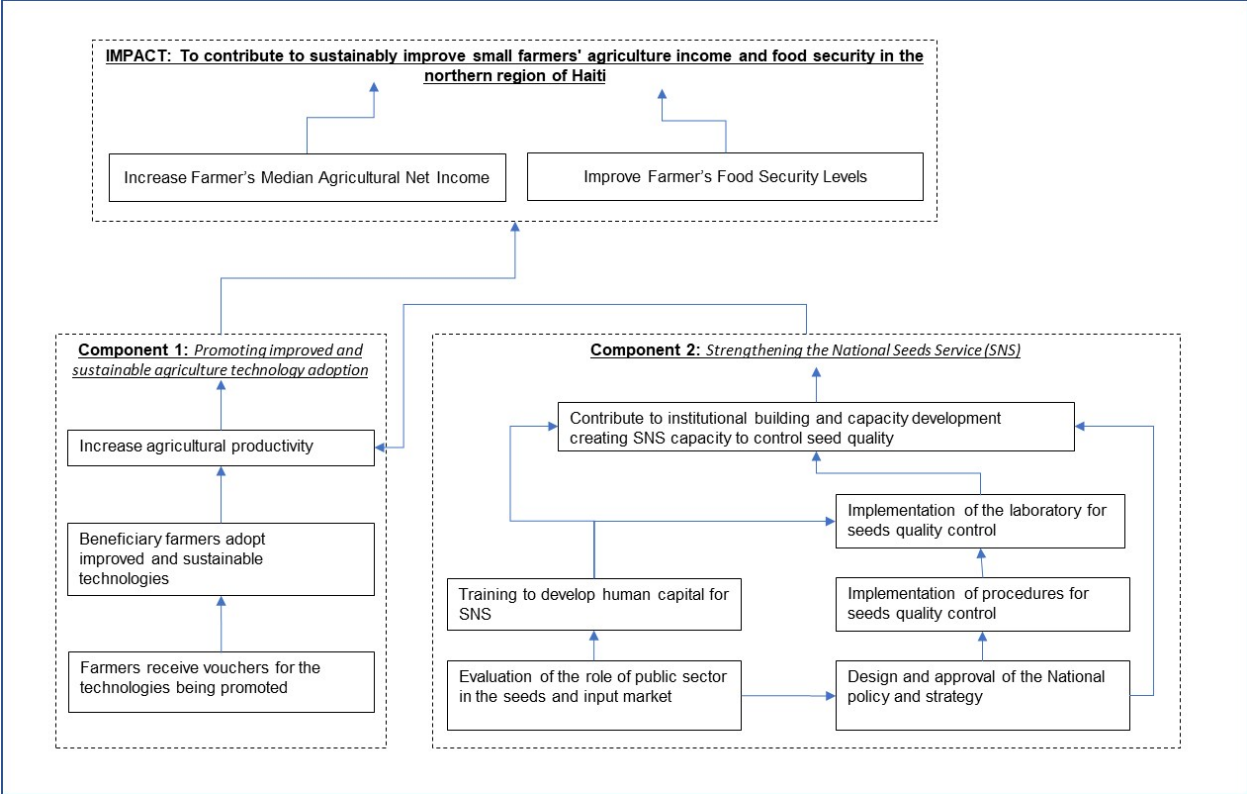 IMPACT: To contribute to sustainably improve small farmers' agriculture income and food security in the
northern region of Haiti
Increase Farmer’s Median Agricultural Net Income
Improve Farmer’s Food Security Levels
Component 1: Promoting improved and
sustainable agriculture technology adoption
Increase agricultural productivity
Beneficiary farmers adopt
improved and sustainable
technologies
Farmers receive vouchers for the
technologies being promoted
Component 2: Strengthening the National Seeds Service (SNS)
Contribute to institutional building and capacity development
creating SNS capacity to control seed quality
Implementation of the laboratory for
seeds quality control
Training to develop human capital for
SNS
Implementation of procedures for
seeds quality control
Evaluation of the role of public sector
in the seeds and input market
Design and approval of the National
policy and strategy